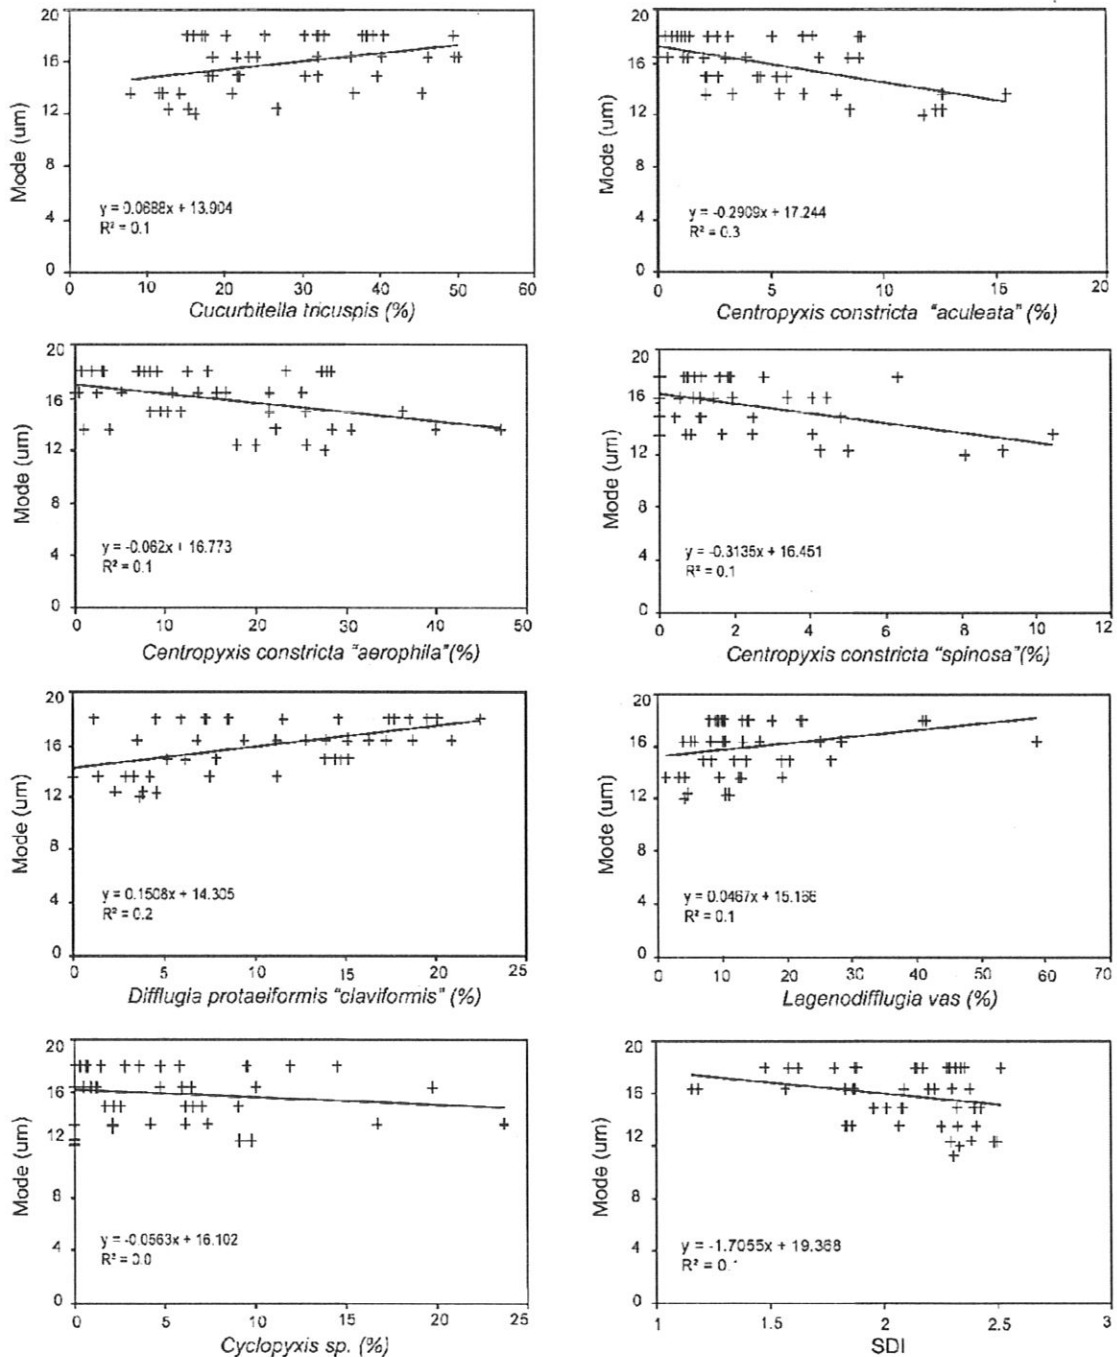 20
16
12
8
4
0
Mode (um)
y = 0.0688x + 13.904
R² = 0.1
0 10 20 30 40 50 60
Cucurbitella tricuspis (%)
20
16
12
8
4
0
Mode (um)
y = -0.2909x + 17.244
R² = 0.3
0 5 10 15 20
Centropyxis constricta "aculeata" (%)
20
16
12
8
4
0
Mode (um)
y = -0.062x + 16.773
R² = 0.1
0 10 20 30 40 50
Centropyxis constricta "aerophila"(%)
20
16
12
8
4
0
Mode (um)
y = -0.3135x + 16.451
R² = 0.1
0 2 4 6 8 10 12
Centropyxis constricta "spinosa"(%)
20
16
12
8
4
0
Mode (um)
y = 0.1508x + 14.305
R² = 0.2
0 5 10 15 20 25
Difflugia protaeiformis "claviformis" (%)
20
16
12
8
4
0
Mode (um)
y = 0.0467x + 15.166
R² = 0.1
0 10 20 30 40 50 60 70
Lagenodifflugia vas (%)
20
16
12
8
4
0
Mode (um)
y = -0.0563x + 16.102
R² = 0.0
0 5 10 15 20 25
Cyclopyxis sp. (%)
20
16
12
8
4
0
Mode (um)
y = -1.7055x + 19.368
R² = 0.1
1 1.5 2 2.5 3
SDI